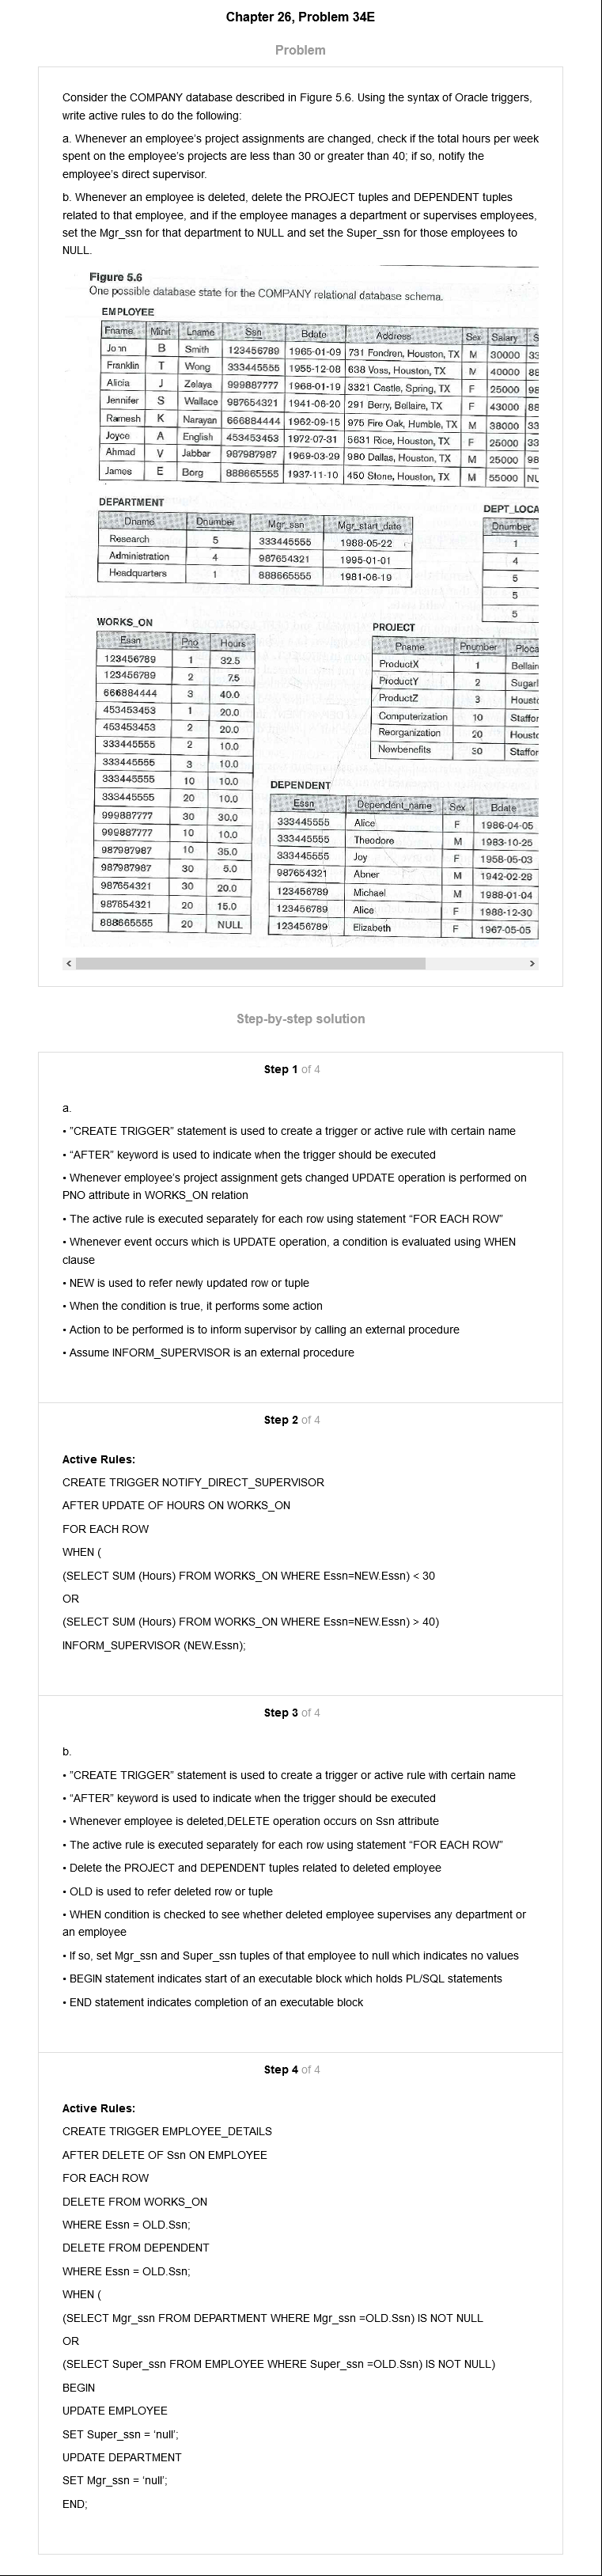 Chapter 26, Problem 34E
Problem
Consider the COMPANY database described in Figure 5.6. Using the syntax of Oracle triggers,
write active rules to do the following:
a. Whenever an employee's project assignments are changed, check if the total hours per week
spent on the employee's projects are less than 30 or greater than 40; if so, notify the
employee's direct supervisor.
b. Whenever an employee is deleted, delete the PROJECT tuples and DEPENDENT tuples
related to that employee, and if the employee manages a department or supervises employees,
set the Mgr_ssn for that department to NULL and set the Super_ssn for those employees to
NULL.
Figure 5.6
One possible database state for the COMPANY relational database schema.
EMPLOYEE
Fname Minit Lname Ssn Bdate Address Sex Salary S
John B Smith 123456789 1965-01-09 731 Fondren, Houston, TX M 30000 33
Franklin T Wong 333445555 1955-12-08 638 Voss, Houston, TX M 40000 88
Alicia J Zelaya 999887777 1968-01-19 3321 Castle, Spring, TX F 25000 98
Jennifer S Wallace 987654321 1941-06-20 291 Berry, Bellaire, TX F 43000 88
Ramesh K Narayan 666884444 1962-09-15 975 Fire Oak, Humble, TX M 38000 33
Joyce A English 453453453 1972-07-31 5631 Rice, Houston, TX F 25000 33
Ahmad V Jabbar 987987987 1969-03-29 980 Dallas, Houston, TX M 25000 98
James E Borg 888665555 1937-11-10 450 Stone, Houston, TX M 55000 NU
DEPARTMENT
Dname Dnumber Mgr_ssn Mgr_start_date
Research 5 333445555 1988-05-22
Administration 4 987654321 1995-01-01
Headquarters 1 888665555 1981-06-19
DEPT_LOCA
Dnumber
1
4
5
5
5
WORKS_ON
Essn Pno Hours
123456789 1 32.5
123456789 2 7.5
666884444 3 40.0
453453453 1 20.0
453453453 2 20.0
333445555 2 10.0
333445555 3 10.0
333445555 10 10.0
333445555 20 10.0
999887777 30 30.0
999887777 10 10.0
987987987 10 35.0
987987987 30 5.0
987654321 30 20.0
987654321 20 15.0
888665555 20 NULL
PROJECT
Pname Pnumber Ploca
ProductX 1 Bellair
ProductY 2 Sugarl
ProductZ 3 Housto
Computerization 10 Staffor
Reorganization 20 Housto
Newbenefits 30 Staffor
DEPENDENT
Essn Dependent_name Sex Bdate
333445555 Alice F 1986-04-05
333445555 Theodore M 1983-10-25
333445555 Joy F 1958-05-03
987654321 Abner M 1942-02-28
123456789 Michael M 1988-01-04
123456789 Alice F 1988-12-30
123456789 Elizabeth F 1967-05-05
Step-by-step solution
Step 1 of 4
a.
• "CREATE TRIGGER" statement is used to create a trigger or active rule with certain name
• "AFTER" keyword is used to indicate when the trigger should be executed
• Whenever employee's project assignment gets changed UPDATE operation is performed on
PNO attribute in WORKS_ON relation
• The active rule is executed separately for each row using statement "FOR EACH ROW"
• Whenever event occurs which is UPDATE operation, a condition is evaluated using WHEN
clause
• NEW is used to refer newly updated row or tuple
• When the condition is true, it performs some action
• Action to be performed is to inform supervisor by calling an external procedure
• Assume INFORM_SUPERVISOR is an external procedure
Step 2 of 4
Active Rules:
CREATE TRIGGER NOTIFY_DIRECT_SUPERVISOR
AFTER UPDATE OF HOURS ON WORKS_ON
FOR EACH ROW
WHEN (
(SELECT SUM (Hours) FROM WORKS_ON WHERE Essn=NEW.Essn) < 30
OR
(SELECT SUM (Hours) FROM WORKS_ON WHERE Essn=NEW.Essn) > 40)
INFORM_SUPERVISOR (NEW.Essn);
Step 3 of 4
b.
• "CREATE TRIGGER" statement is used to create a trigger or active rule with certain name
• "AFTER" keyword is used to indicate when the trigger should be executed
• Whenever employee is deleted,DELETE operation occurs on Ssn attribute
• The active rule is executed separately for each row using statement "FOR EACH ROW"
• Delete the PROJECT and DEPENDENT tuples related to deleted employee
• OLD is used to refer deleted row or tuple
• WHEN condition is checked to see whether deleted employee supervises any department or
an employee
• If so, set Mgr_ssn and Super_ssn tuples of that employee to null which indicates no values
• BEGIN statement indicates start of an executable block which holds PL/SQL statements
• END statement indicates completion of an executable block
Step 4 of 4
Active Rules:
CREATE TRIGGER EMPLOYEE_DETAILS
AFTER DELETE OF Ssn ON EMPLOYEE
FOR EACH ROW
DELETE FROM WORKS_ON
WHERE Essn = OLD.Ssn;
DELETE FROM DEPENDENT
WHERE Essn = OLD.Ssn;
WHEN (
(SELECT Mgr_ssn FROM DEPARTMENT WHERE Mgr_ssn =OLD.Ssn) IS NOT NULL
OR
(SELECT Super_ssn FROM EMPLOYEE WHERE Super_ssn =OLD.Ssn) IS NOT NULL)
BEGIN
UPDATE EMPLOYEE
SET Super_ssn = 'null';
UPDATE DEPARTMENT
SET Mgr_ssn = 'null';
END;